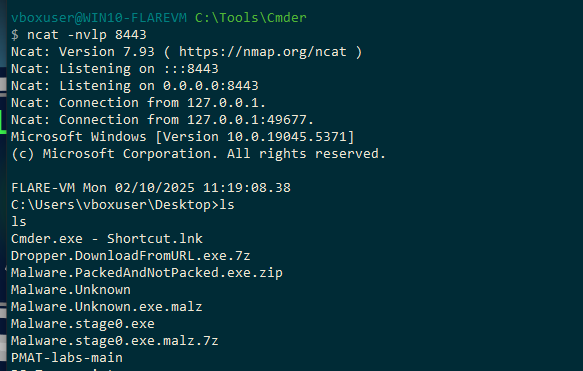 vboxuser@WIN10-FLAREVM C:\Tools\Cmder
$ ncat -nvlp 8443
Ncat: Version 7.93 ( https://nmap.org/ncat )
Ncat: Listening on :::8443
Ncat: Listening on 0.0.0.0:8443
Ncat: Connection from 127.0.0.1.
Ncat: Connection from 127.0.0.1:49677.
Microsoft Windows [Version 10.0.19045.5371]
(c) Microsoft Corporation. All rights reserved.
FLARE-VM Mon 02/10/2025 11:19:08.38
C:\Users\vboxuser\Desktop>ls
ls
Cmder.exe - Shortcut.lnk
Dropper.DownloadFromURL.exe.7z
Malware.PackedAndNotPacked.exe.zip
Malware.Unknown
Malware.Unknown.exe.malz
Malware.stage0.exe
Malware.stage0.exe.malz.7z
PMAT-labs-main